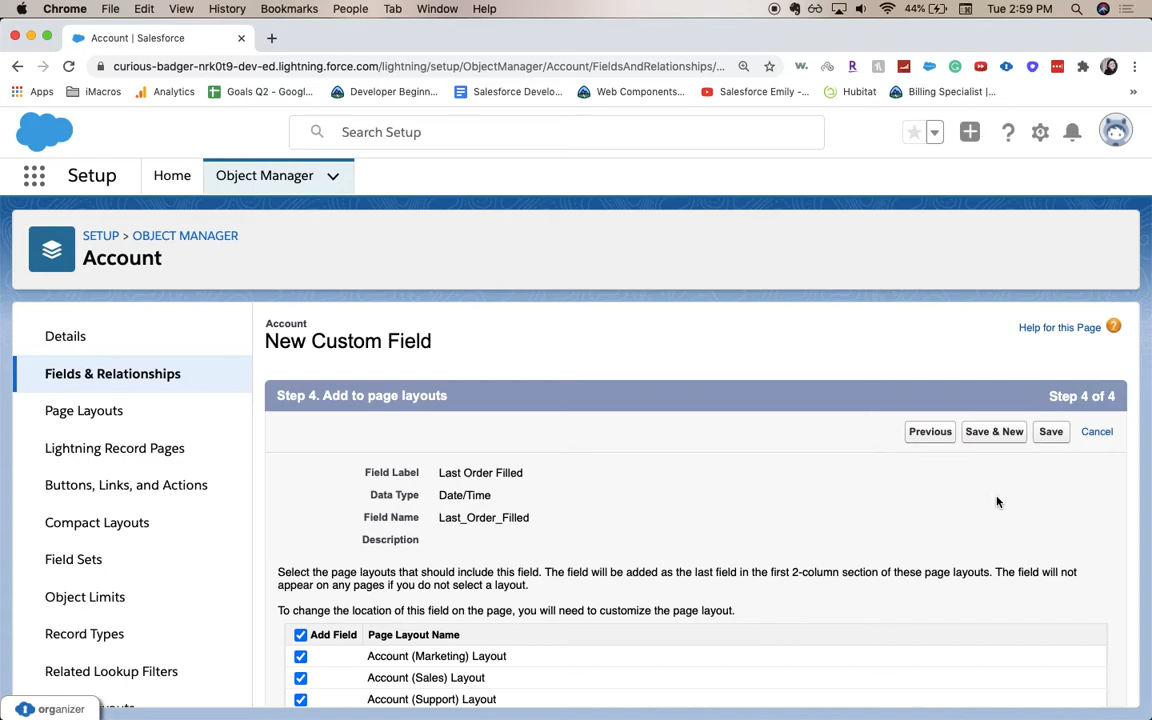 Chrome File Edit View History Bookmarks People Tab Window Help 44% Tue 2:59 PM
Account | Salesforce
curious-badger-nrk0t9-dev-ed.lightning.force.com/lightning/setup/ObjectManager/Account/FieldsAndRelationships/...
Apps iMacros Analytics Goals Q2 - Googl... Developer Beginn... Salesforce Develo... Web Components... Salesforce Emily -... Hubitat Billing Specialist |... »
Search Setup
Setup Home Object Manager
SETUP > OBJECT MANAGER
Account
Details
Fields & Relationships
Page Layouts
Lightning Record Pages
Buttons, Links, and Actions
Compact Layouts
Field Sets
Object Limits
Record Types
Related Lookup Filters
organizer
Account
New Custom Field
Help for this Page ?
Step 4. Add to page layouts Step 4 of 4
Previous Save & New Save Cancel
Field Label Last Order Filled
Data Type Date/Time
Field Name Last_Order_Filled
Description
Select the page layouts that should include this field. The field will be added as the last field in the first 2-column section of these page layouts. The field will not
appear on any pages if you do not select a layout.
To change the location of this field on the page, you will need to customize the page layout.
Add Field Page Layout Name
Account (Marketing) Layout
Account (Sales) Layout
Account (Support) Layout